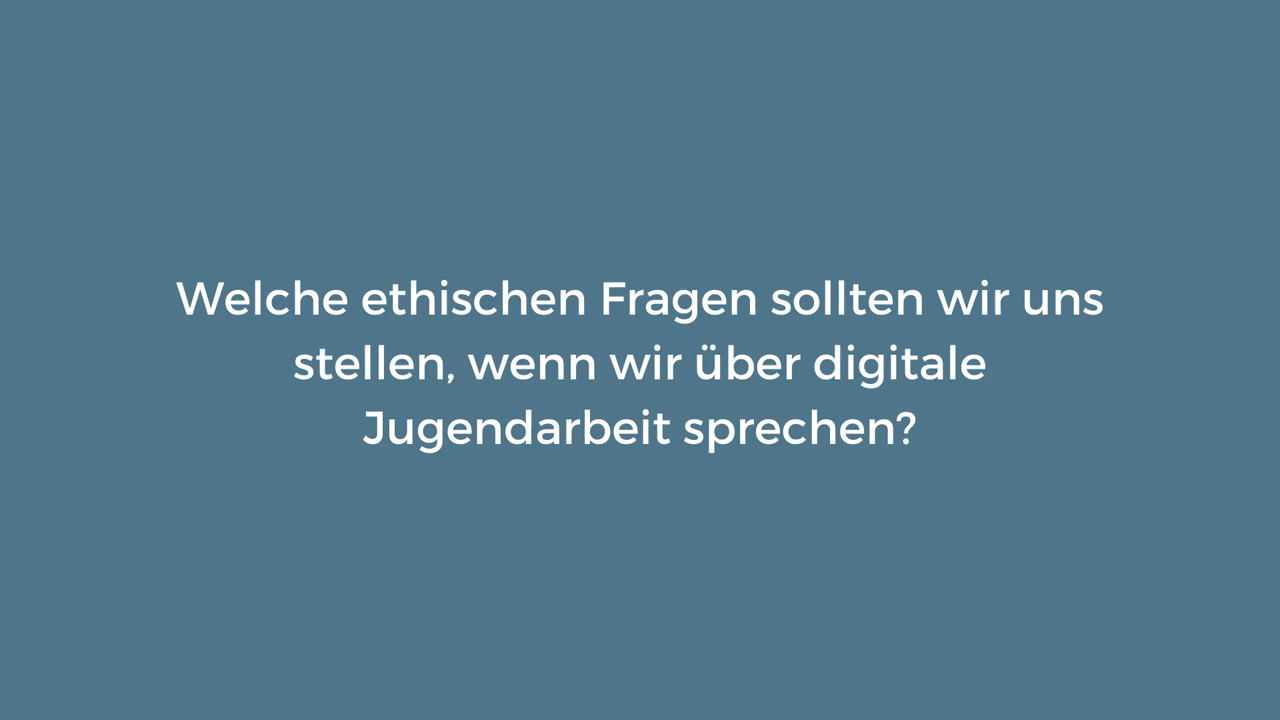 Welche ethischen Fragen sollten wir uns
stellen, wenn wir über digitale
Jugendarbeit sprechen?